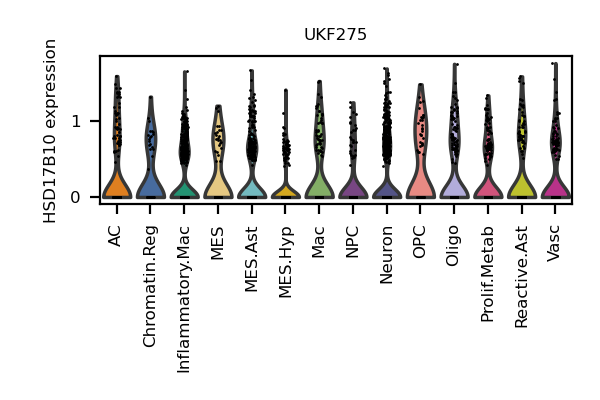 UKF275
HSD17B10 expression
1
0
AC
Chromatin.Reg
Inflammatory.Mac
MES
MES.Ast
MES.Hyp
Mac
NPC
Neuron
OPC
Oligo
Prolif.Metab
Reactive.Ast
Vasc